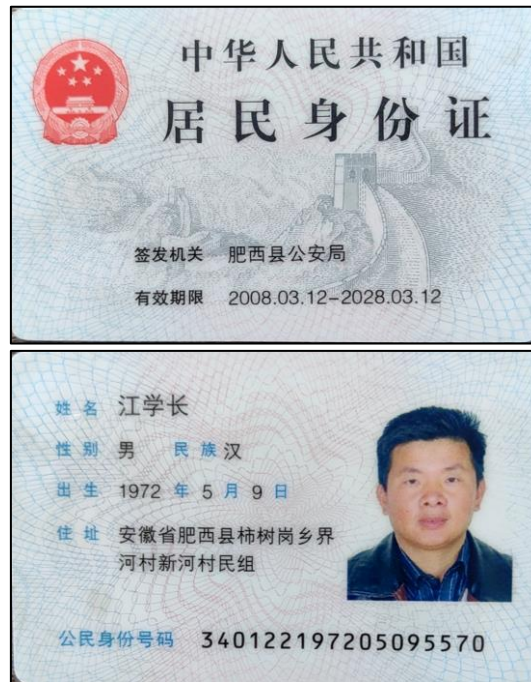 中华人民共和国
居民身份证
签发机关 肥西县公安局
有效期限 2008.03.12-2028.03.12
姓名 江学长
性别 男 民族 汉
出生 1972 年 5 月 9 日
住址 安徽省肥西县柿树岗乡界
河村新河村民组
公民身份号码 340122197205095570